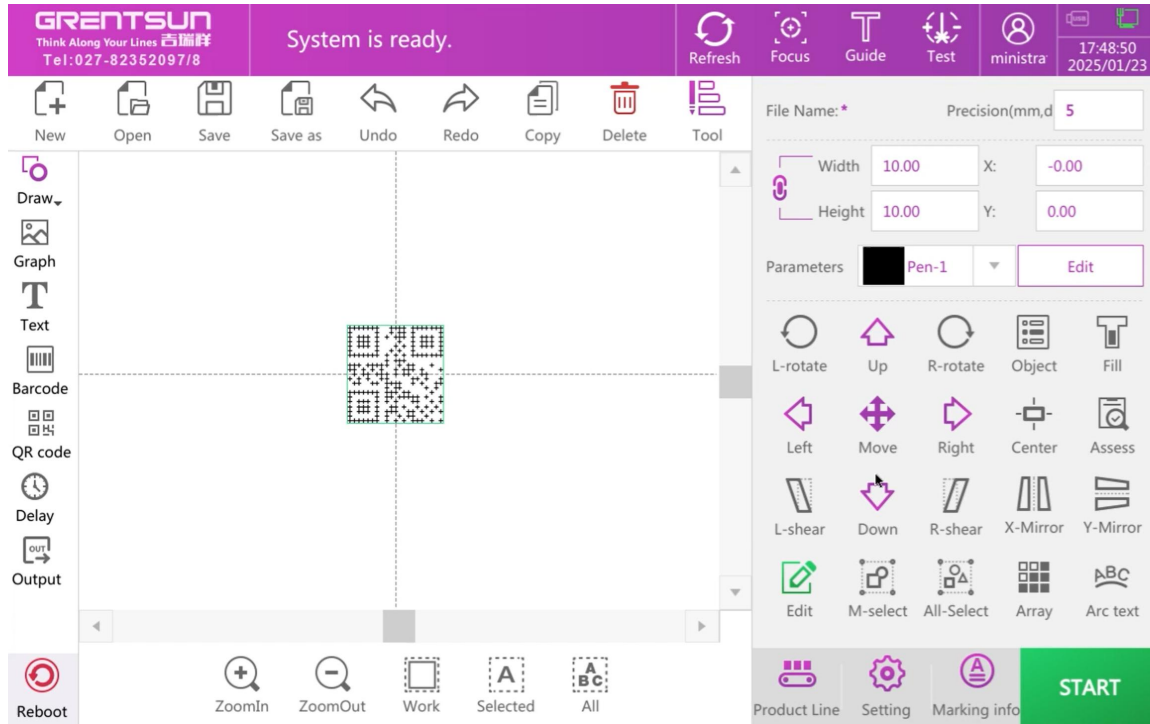 GRENTSUN
Think Along Your Lines 吉瑞祥
Tel:027-82352097/8
System is ready.
Refresh
Focus
Guide
Test
ministra
17:48:50
2025/01/23
New
Open
Save
Save as
Undo
Redo
Copy
Delete
Tool
File Name:*
Precision(mm,d 5
Width 10.00 X: -0.00
Height 10.00 Y: 0.00
Parameters Pen-1 Edit
Draw
Graph
T
Text
Barcode
QR code
Delay
OUT
Output
Reboot
L-rotate
Up
R-rotate
Object
Fill
Left
Move
Right
Center
Assess
L-shear
Down
R-shear
X-Mirror
Y-Mirror
Edit
M-select
All-Select
Array
ABC
Arc text
ZoomIn
ZoomOut
Work
A
Selected
A
BC
All
Product Line
Setting
A
Marking info
START